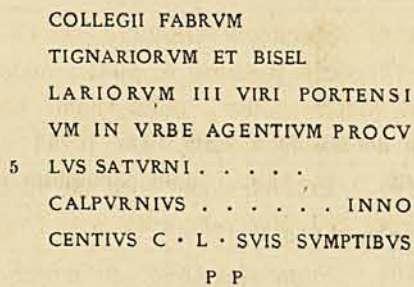 COLLEGII FABRVM
TIGNARIORVM ET BISEL
LARIORVM III VIRI PORTENSI
VM IN VRBE AGENTIVM PROCV
5 LVS SATVRNI . . . . .
CALPVRNIVS . . . . . . INNO
CENTIVS C · L · SVIS SVMPTIBVS
P P